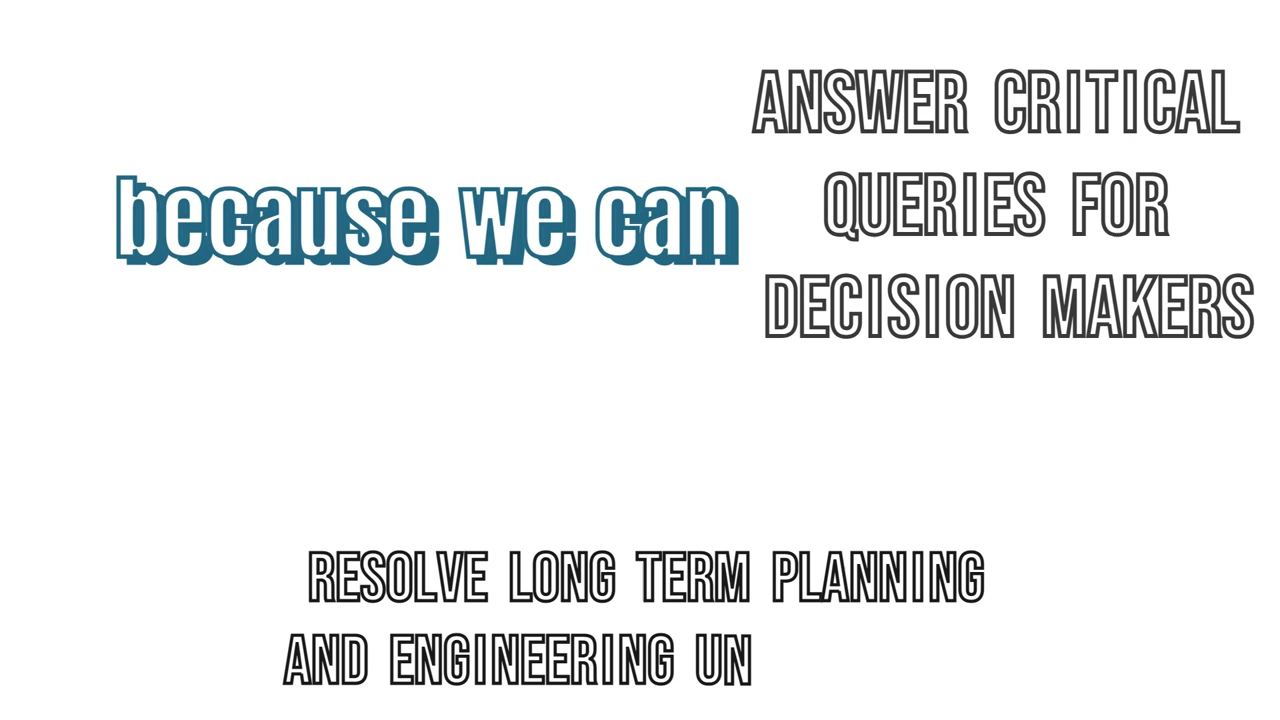 because we can
ANSWER CRITICAL
QUERIES FOR
DECISION MAKERS
RESOLVE LONG TERM PLANNING
AND ENGINEERING UN